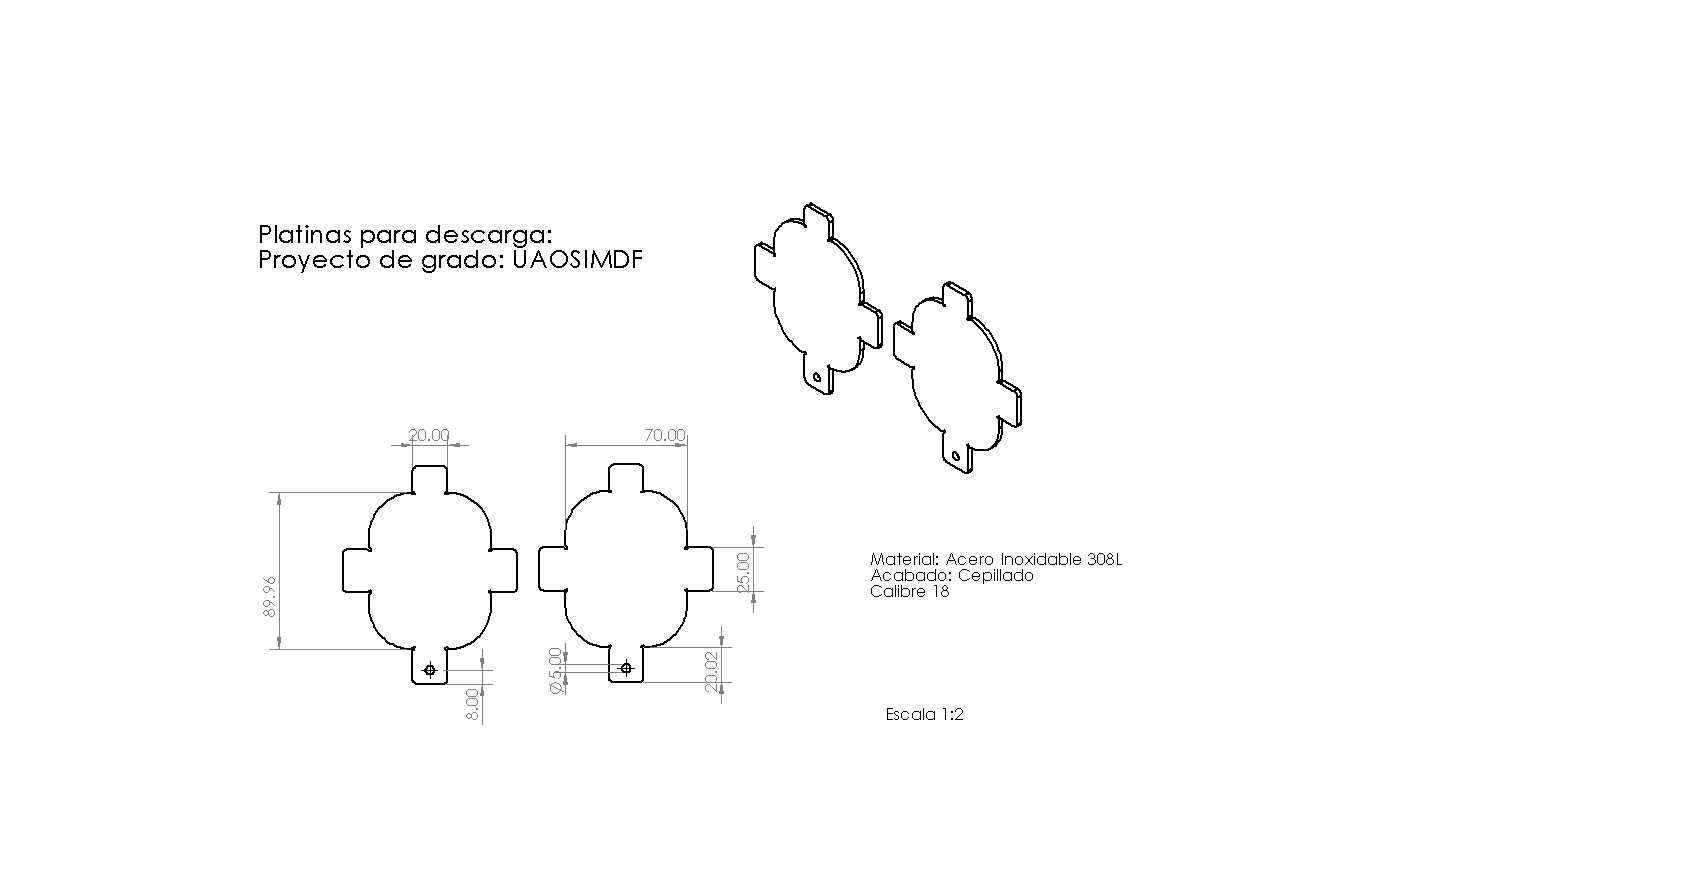 Platinas para descarga:
Proyecto de grado: UAOSIMDF
20.00
70.00
89.96
25.00
Ø5.00
20.02
8.00
Material: Acero Inoxidable 308L
Acabado: Cepillado
Calibre 18
Escala 1:2